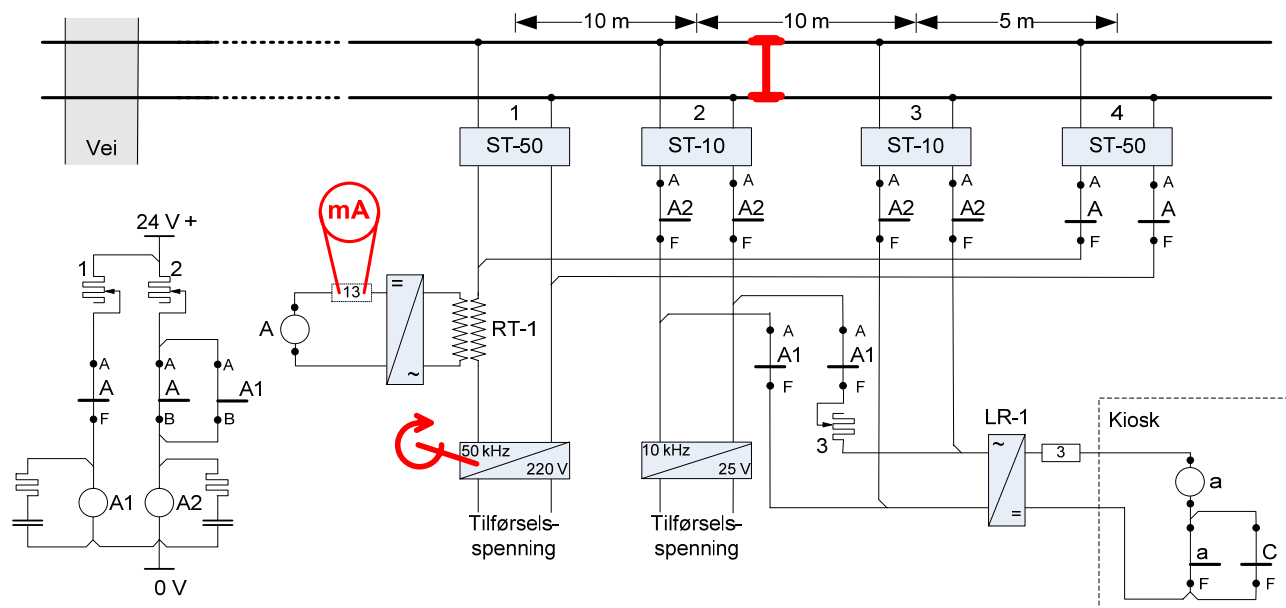 10 m 10 m 5 m
1 2 3 4
Vei ST-50 ST-10 ST-10 ST-50
A A A A A A
A2 A2 A2 A2 A A
F F F F F F
mA
24 V +
1 2
13
=
~
A
RT-1
A A A
A A A1
F B B
A A
A1 A1
F F
3
50 kHz
220 V
10 kHz
25 V
LR-1
~
=
3
Kiosk
a
a C
F F
A1 A2
0 V
Tilførsels-
spenning
Tilførsels-
spenning